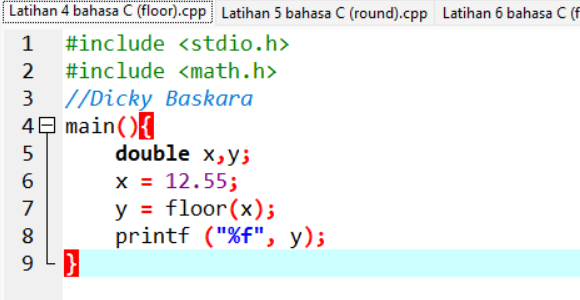 Latihan 4 bahasa C (floor).cpp Latihan 5 bahasa C (round).cpp Latihan 6 bahasa C (f
1 #include <stdio.h>
2 #include <math.h>
3 //Dicky Baskara
4 main(){
5 double x,y;
6 x = 12.55;
7 y = floor(x);
8 printf ("%f", y);
9 }